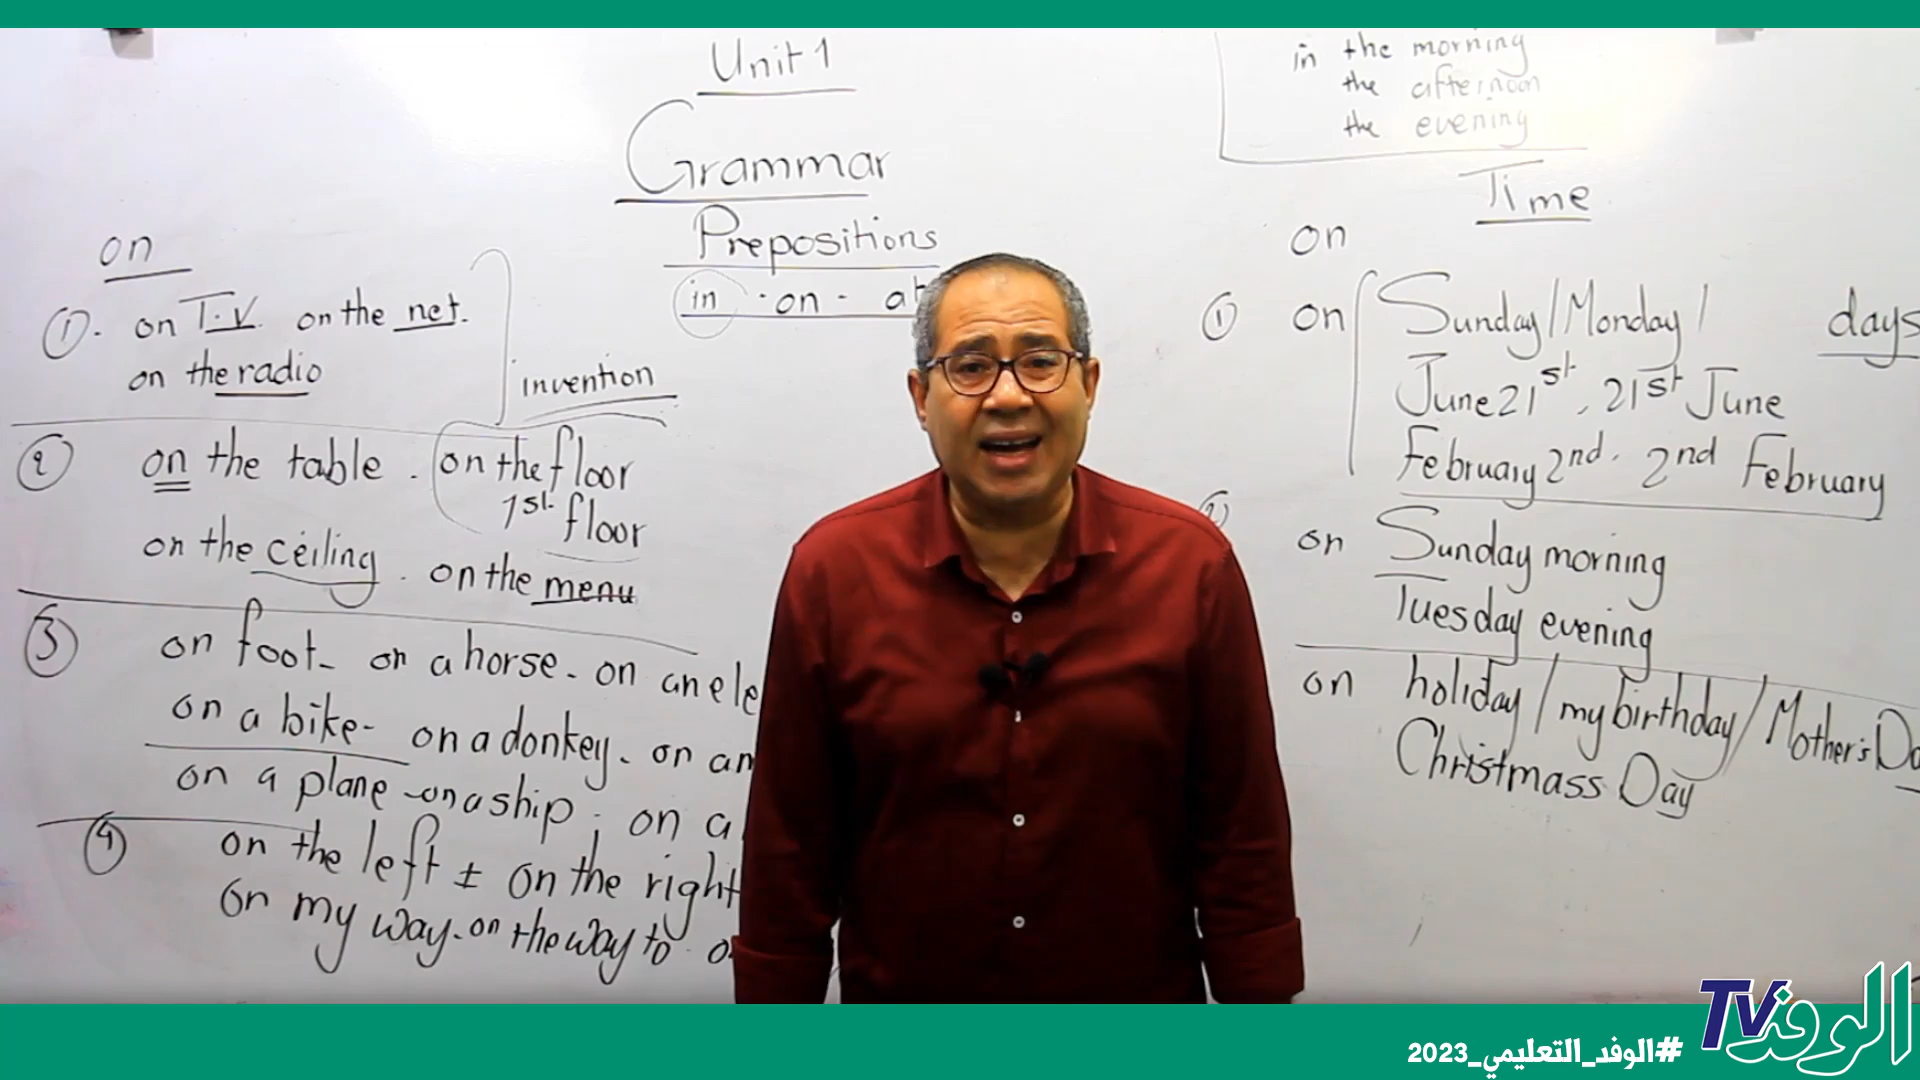 Unit 1
Grammar
Prepositions
in · on - at
on
① - on T.V. on the net.
on the radio
invention
② on the table . on the floor
1st floor
on the ceiling . on the menu
③ on foot - on a horse - on an ele
on a bike - on a donkey - on an
on a plane - on a ship ; on a
④ on the left ± on the right
on my way - on the way to
in the morning
the afternoon
the evening
Time
on
① on Sunday / Monday / days
June 21st . 21st June
February 2nd . 2nd February
② on Sunday morning
Tuesday evening
on holiday / my birthday / Mother's Da
Christmass Day
الوفد TV
#الوفد_التعليمي_2023